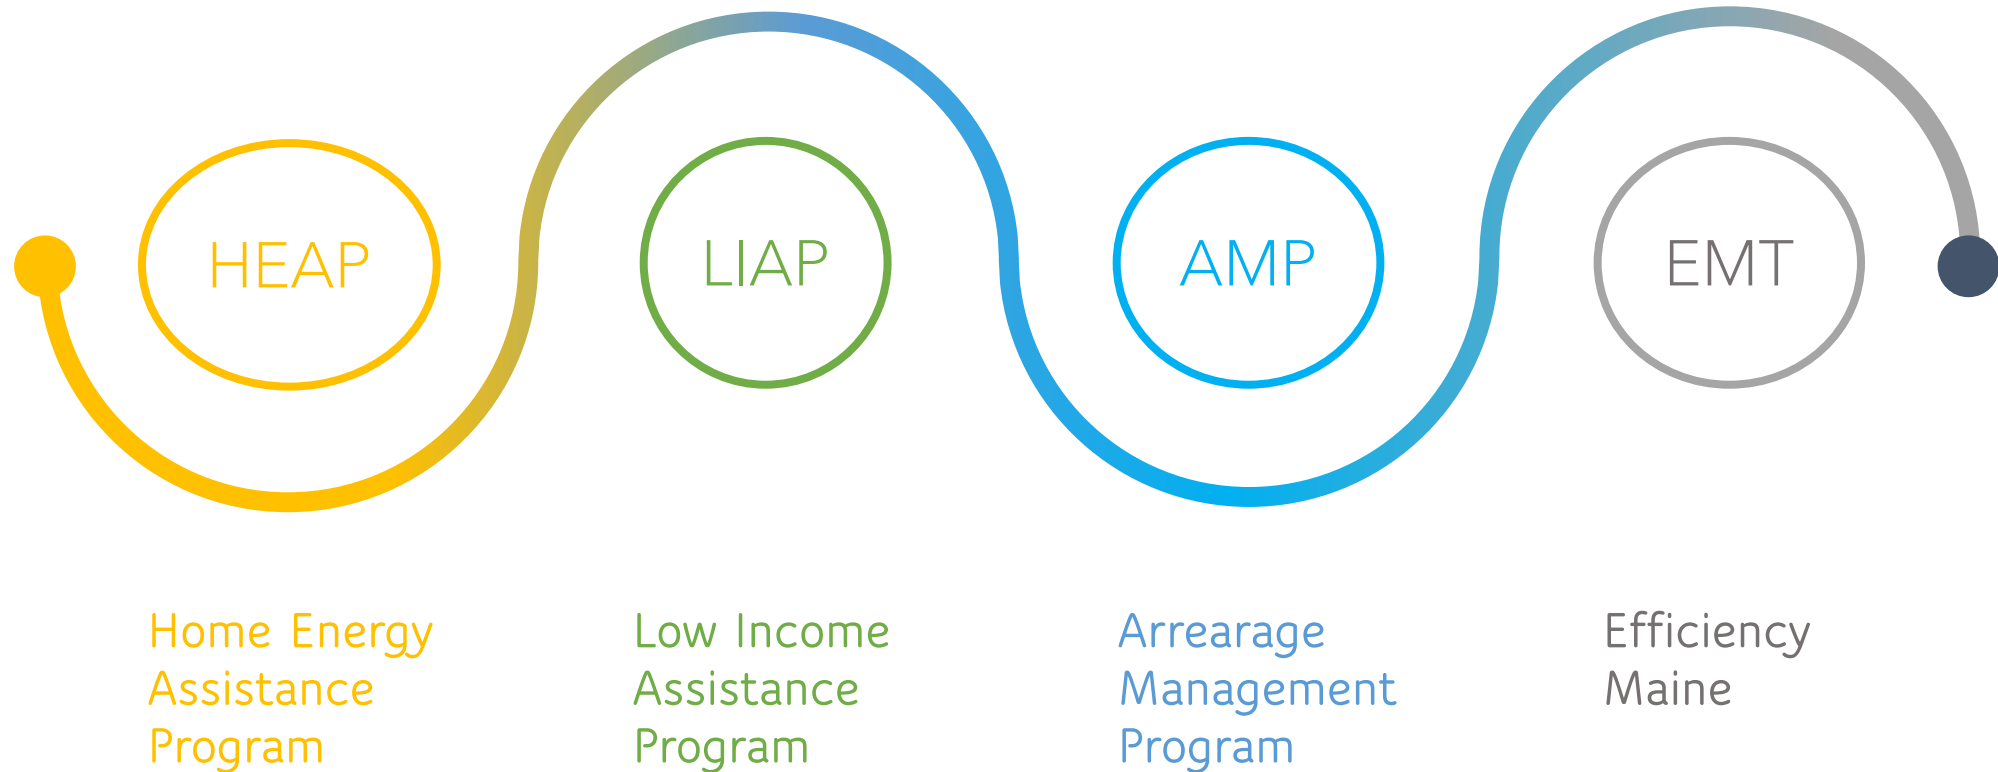 HEAP
LIAP
AMP
EMT
Home Energy
Assistance
Program
Low Income
Assistance
Program
Arrearage
Management
Program
Efficiency
Maine